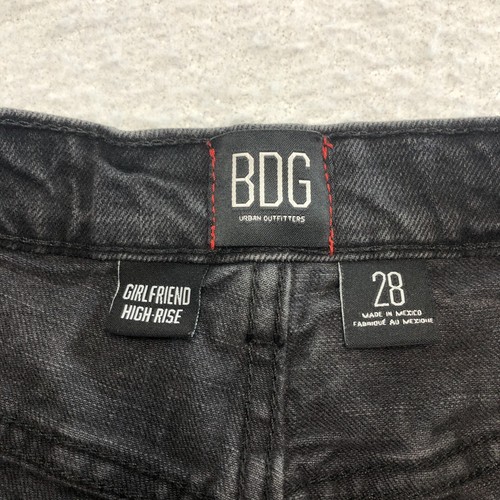 BDG
URBAN OUTFITTERS
GIRLFRIEND
HIGH-RISE
28
MADE IN MEXICO
FABRIQUÉ AU MEXIQUE